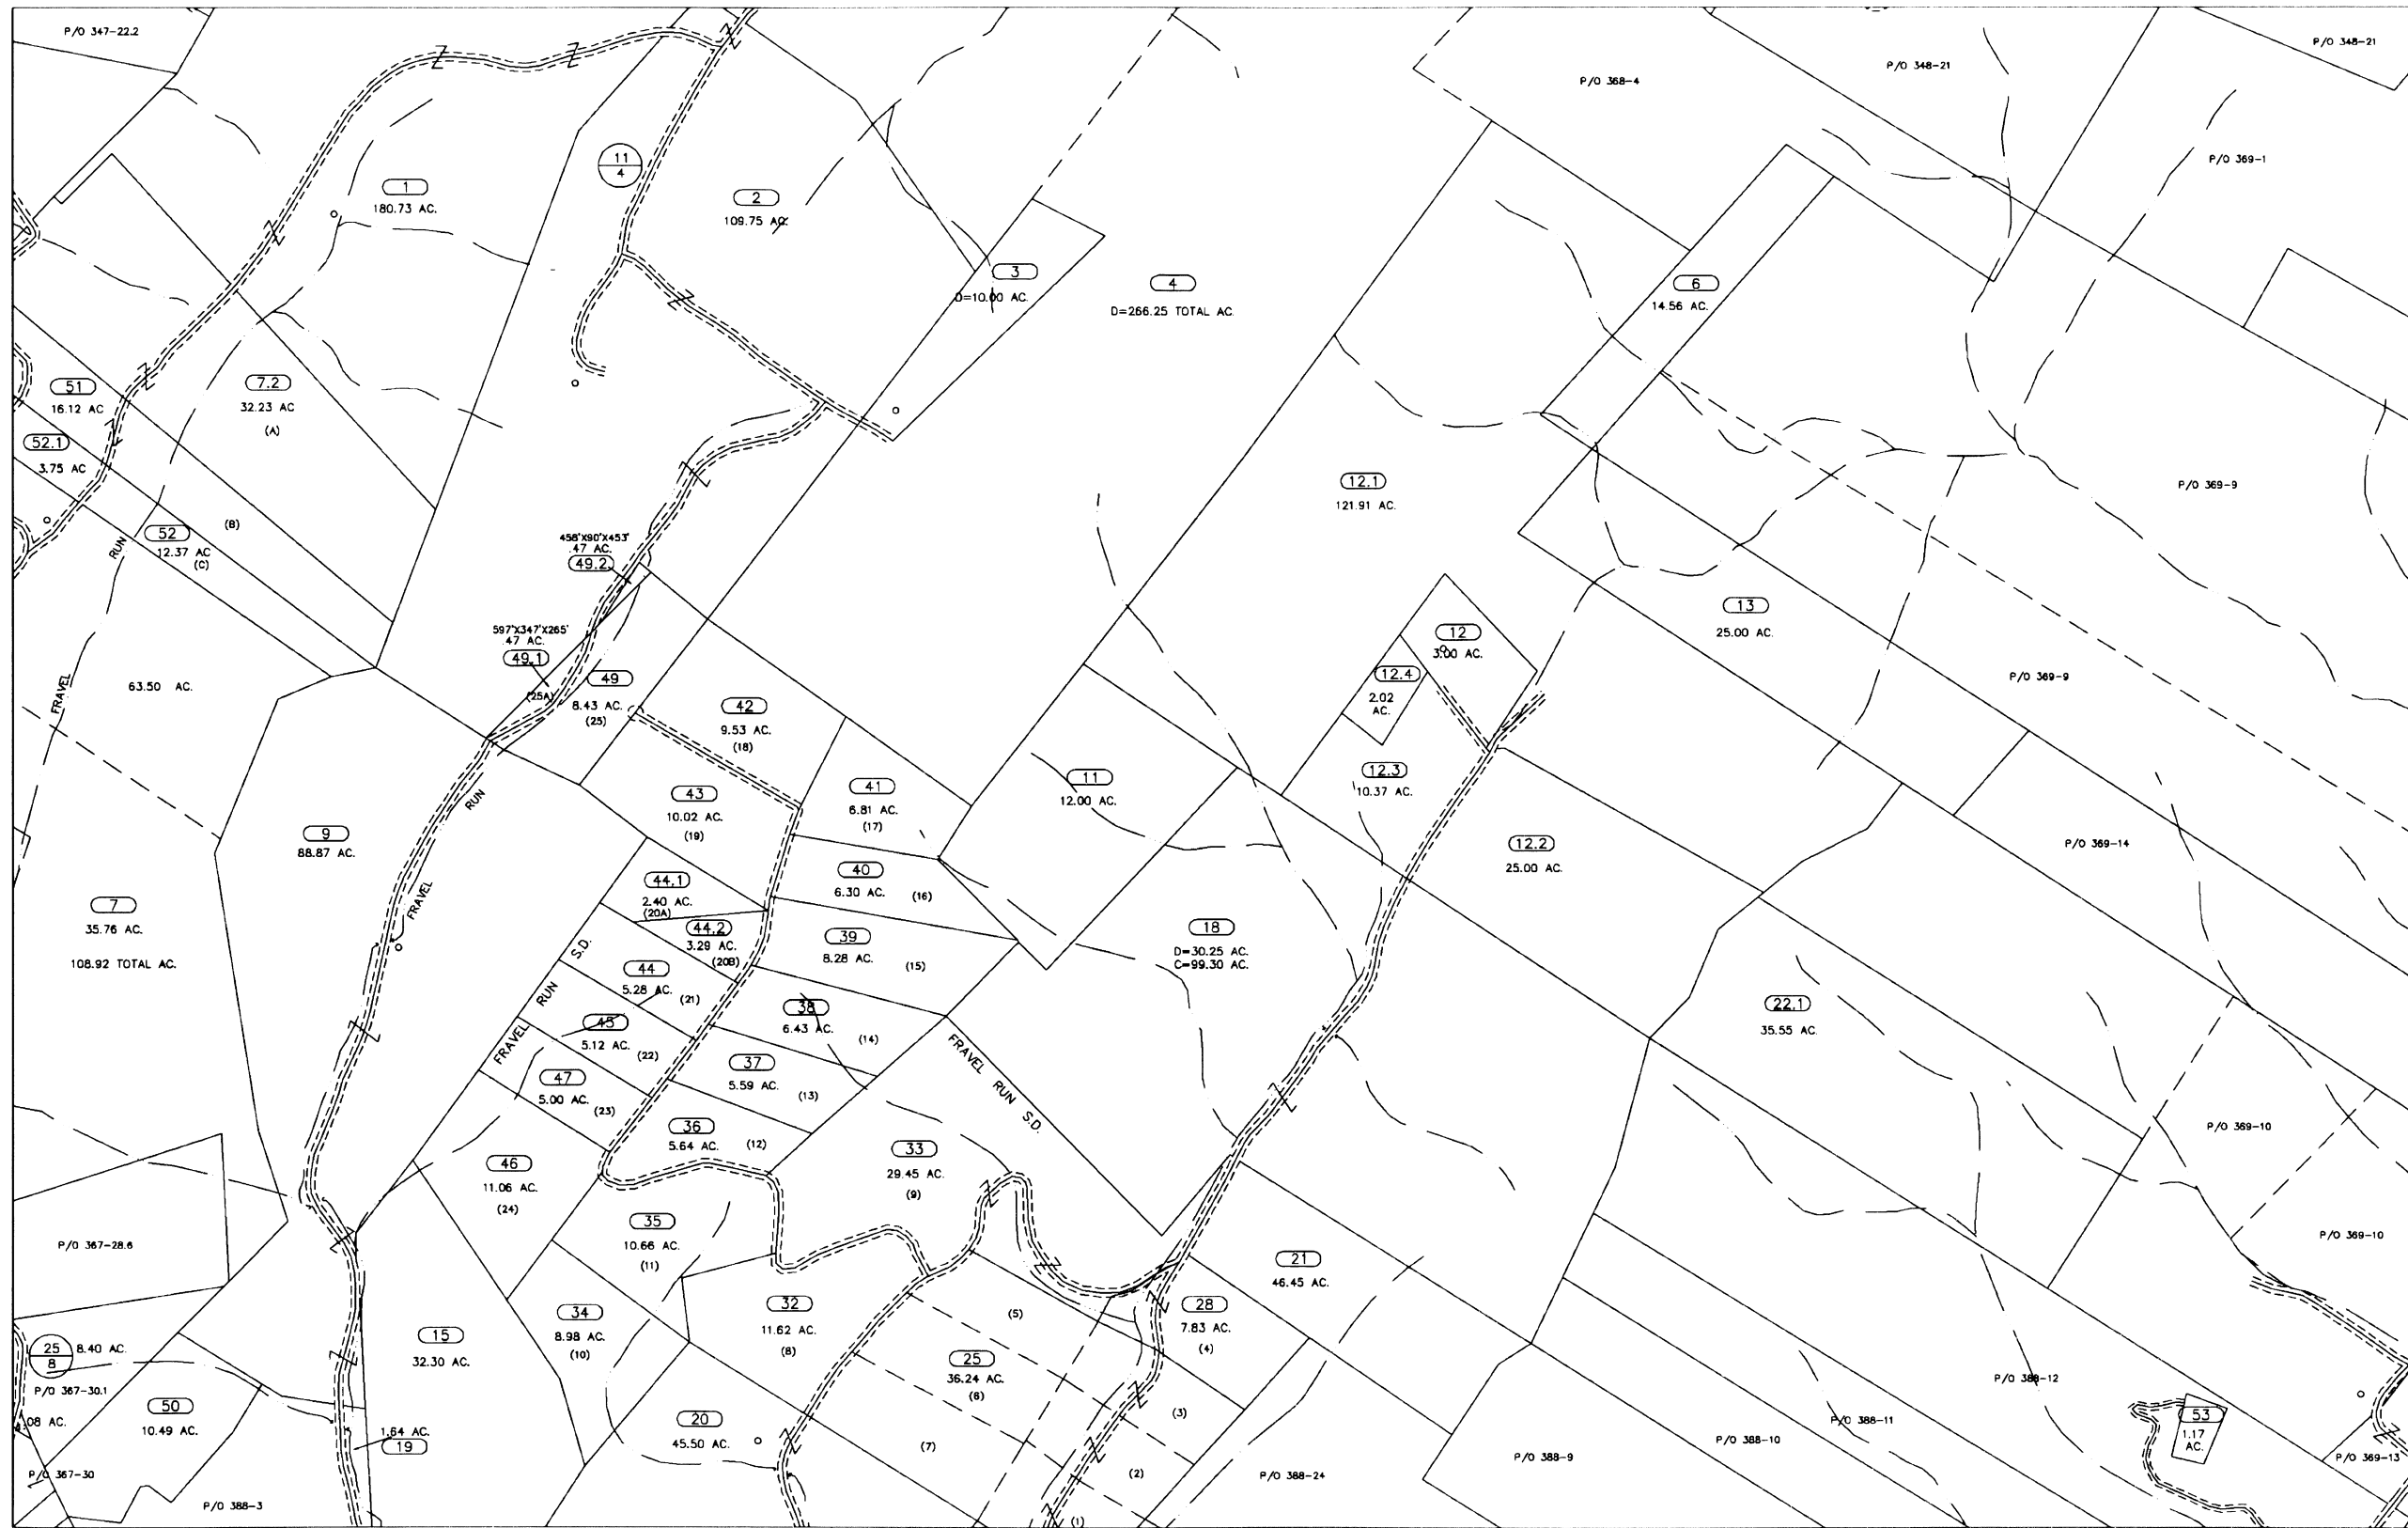 P/O 347-22.2
P/O 368-4
P/O 348-21
P/O 348-21
P/O 369-1
11
4
1
180.73 AC.
2
109.75 AC.
3
D=10.00 AC.
4
D=266.25 TOTAL AC.
6
14.56 AC.
51
16.12 AC
7.2
32.23 AC
(A)
52.1
3.75 AC
52
12.37 AC
(C)
(B)
RUN
FRAVEL
63.50 AC.
458'X90'X453'
.47 AC.
49.2
597'X347'X265'
.47 AC.
49.1
(25A)
49
8.43 AC.
(25)
12.1
121.91 AC.
P/O 369-9
12
3.00 AC.
12.4
2.02
AC.
13
25.00 AC.
P/O 369-9
42
9.53 AC.
(18)
43
10.02 AC.
(19)
41
6.81 AC.
(17)
11
12.00 AC.
12.3
10.37 AC.
12.2
25.00 AC.
P/O 369-14
9
88.87 AC.
RUN
FRAVEL
7
35.76 AC.
108.92 TOTAL AC.
44.1
2.40 AC.
(20A)
44.2
3.29 AC.
(20B)
40
6.30 AC.
(16)
39
8.28 AC.
(15)
18
D=30.25 AC.
C=99.30 AC.
FRAVEL RUN S.D.
44
5.28 AC.
(21)
45
5.12 AC.
(22)
47
5.00 AC.
(23)
38
6.43 AC.
(14)
37
5.59 AC.
(13)
36
5.64 AC.
(12)
FRAVEL RUN S.D.
22.1
35.55 AC.
P/O 369-10
46
11.06 AC.
(24)
33
29.45 AC.
(9)
35
10.66 AC.
(11)
P/O 367-28.6
21
46.45 AC.
P/O 369-10
34
8.98 AC.
(10)
32
11.62 AC.
(8)
(5)
28
7.83 AC.
(4)
25
8
8.40 AC.
15
32.30 AC.
25
36.24 AC.
(6)
P/O 367-30.1
.08 AC.
50
10.49 AC.
1.64 AC.
19
20
45.50 AC.
(7)
(3)
(2)
(1)
P/O 388-12
P/O 388-11
P/O 388-10
P/O 388-9
P/O 388-24
53
1.17
AC.
P/O 369-13
P/O 367-30
P/O 388-3